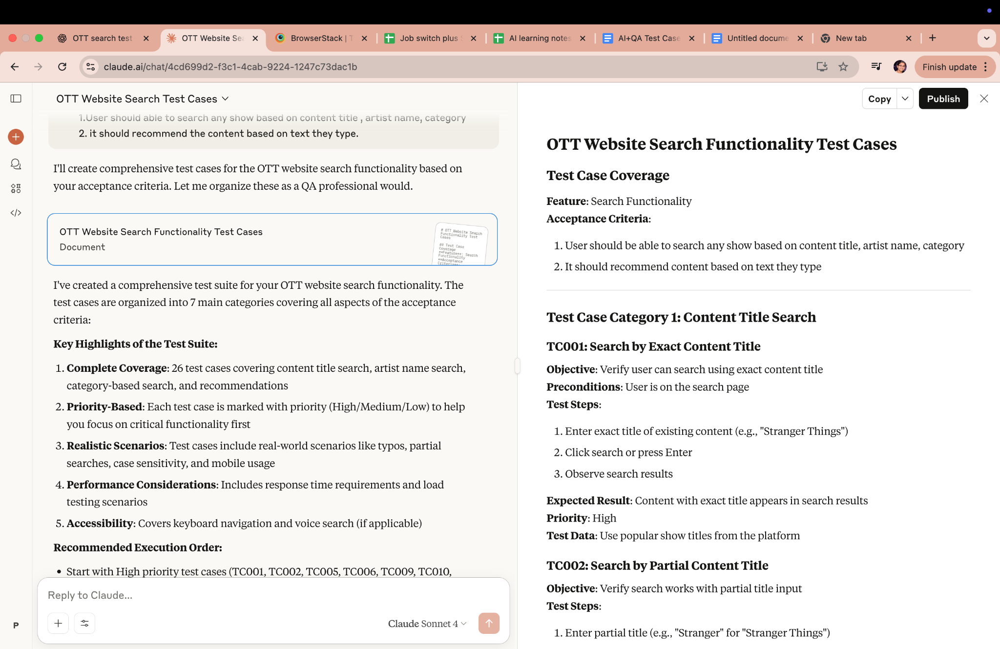 OTT search test
OTT Website Sea
BrowserStack | T
Job switch plus
AI learning notes
AI+QA Test Case
Untitled docume
New tab
claude.ai/chat/4cd699d2-f3c1-4cab-9224-1247c73dac1b
Finish update
OTT Website Search Test Cases
1.User should able to search any show based on content title , artist name, category
2. it should recommend the content based on text they type.
I'll create comprehensive test cases for the OTT website search functionality based on
your acceptance criteria. Let me organize these as a QA professional would.
OTT Website Search Functionality Test Cases
Document
# OTT Website Search
Functionality Test
Cases
## Test Case
Coverage
**Feature**: Search
Functionality
**Acceptance
Criteria**:
I've created a comprehensive test suite for your OTT website search functionality. The
test cases are organized into 7 main categories covering all aspects of the acceptance
criteria:
Key Highlights of the Test Suite:
1. Complete Coverage: 26 test cases covering content title search, artist name search,
category-based search, and recommendations
2. Priority-Based: Each test case is marked with priority (High/Medium/Low) to help
you focus on critical functionality first
3. Realistic Scenarios: Test cases include real-world scenarios like typos, partial
searches, case sensitivity, and mobile usage
4. Performance Considerations: Includes response time requirements and load
testing scenarios
5. Accessibility: Covers keyboard navigation and voice search (if applicable)
Recommended Execution Order:
• Start with High priority test cases (TC001, TC002, TC005, TC006, TC009, TC010,
Reply to Claude...
Claude Sonnet 4
P
Copy
Publish
OTT Website Search Functionality Test Cases
Test Case Coverage
Feature: Search Functionality
Acceptance Criteria:
1. User should be able to search any show based on content title, artist name, category
2. It should recommend content based on text they type
Test Case Category 1: Content Title Search
TC001: Search by Exact Content Title
Objective: Verify user can search using exact content title
Preconditions: User is on the search page
Test Steps:
1. Enter exact title of existing content (e.g., "Stranger Things")
2. Click search or press Enter
3. Observe search results
Expected Result: Content with exact title appears in search results
Priority: High
Test Data: Use popular show titles from the platform
TC002: Search by Partial Content Title
Objective: Verify search works with partial title input
Test Steps:
1. Enter partial title (e.g., "Stranger" for "Stranger Things")